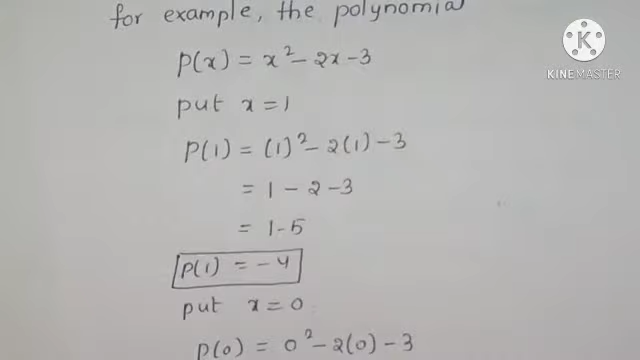 for example, the polynomial
p(x) = x² - 2x - 3
put x = 1
p(1) = (1)² - 2(1) - 3
= 1 - 2 - 3
= 1 - 5
p(1) = -4
put x = 0
p(0) = 0² - 2(0) - 3
K
KINEMASTER